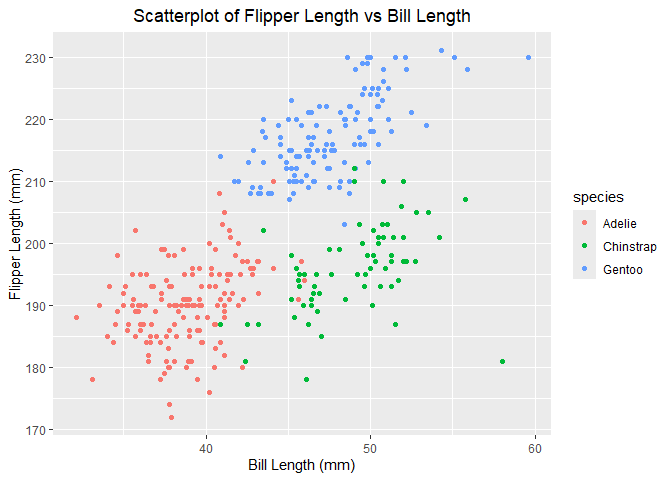 Scatterplot of Flipper Length vs Bill Length
230
220
210
200
190
180
170
Flipper Length (mm)
40
50
60
Bill Length (mm)
species
Adelie
Chinstrap
Gentoo